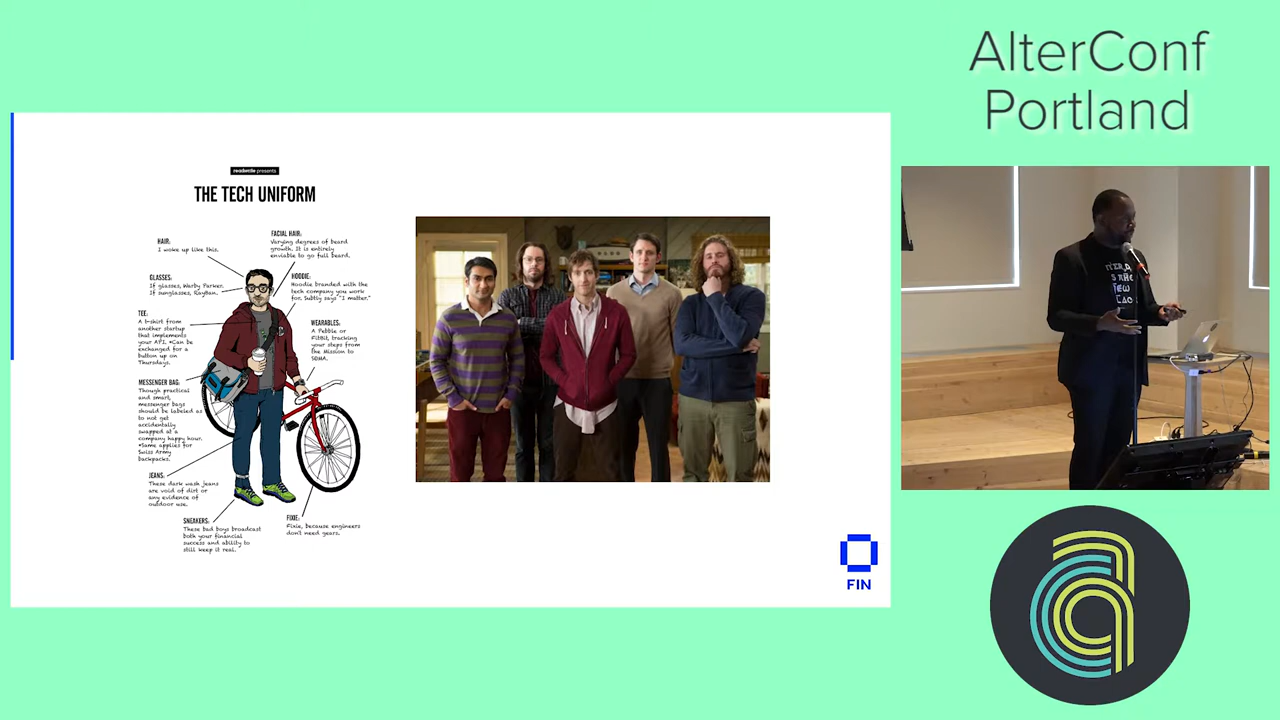 AlterConf
Portland
readwrite presents
THE TECH UNIFORM
HAIR:
I woke up like this.
FACIAL HAIR:
Varying degrees of beard
growth. It is entirely
enviable to go full beard.
GLASSES:
If glasses, Warby Parker.
If sunglasses, RayBan.
HOODIE:
Hoodie branded with the
tech company you work
for. Subtly says "I matter."
TEE:
A t-shirt from
another startup
that implements
your API. *Can be
exchanged for a
button up on
Thursdays.
WEARABLES:
A Pebble or
FitBit, tracking
your steps from
the Mission to
SOMA.
MESSENGER BAG:
Though practical
and smart,
messenger bags
should be labeled as
to not get
accidentally
swapped at a
company happy hour.
*Same applies for
Swiss Army
backpacks.
JEANS:
These dark wash jeans
are void of dirt or
any evidence of
outdoor use.
SNEAKERS:
These bad boys broadcast
both your financial
success and ability to
still keep it real.
FIXIE:
Fixie, because engineers
don't need gears.
FIN